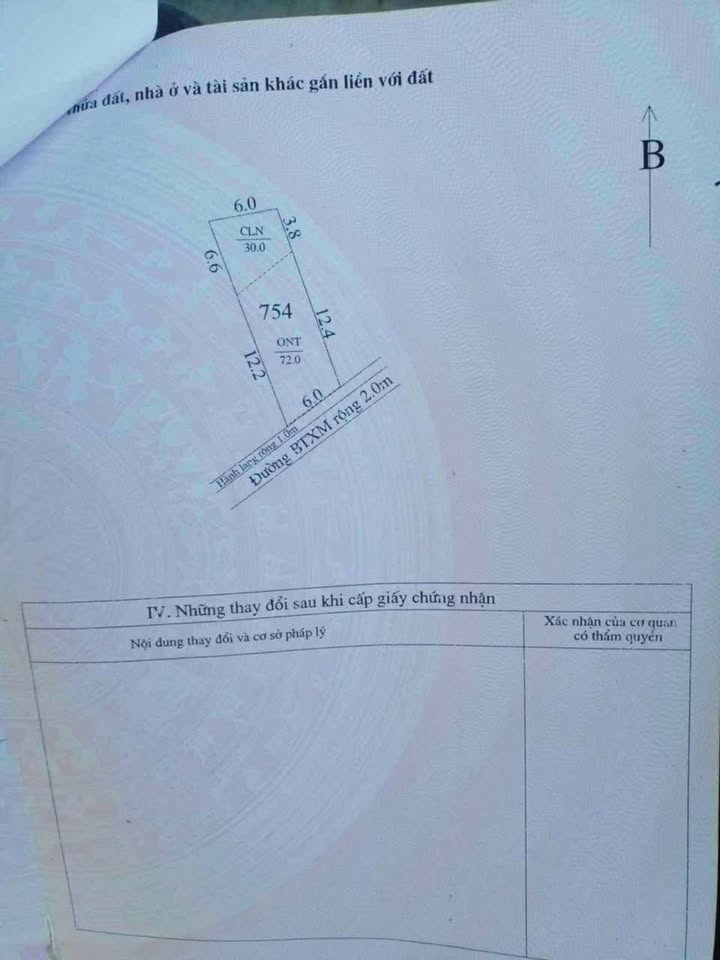 thửa đất, nhà ở và tài sản khác gắn liền với đất
B
6.0
CLN
30.0
3.8
6.6
754
ONT
72.0
12.4
12.2
6.0
Hành lang rộng 1.0m
Đường BTXM rộng 2.0m
IV. Những thay đổi sau khi cấp giấy chứng nhận
Nội dung thay đổi và cơ sở pháp lý
Xác nhận của cơ quan
có thẩm quyền